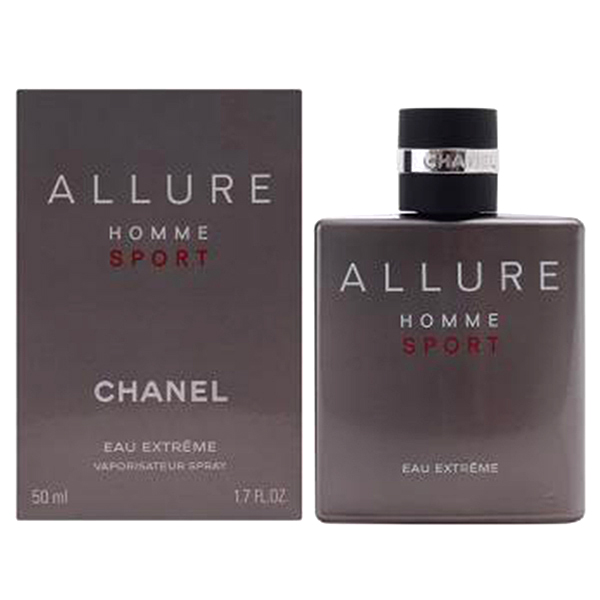 ALLURE
HOMME
SPORT
CHANEL
EAU EXTRÊME
VAPORISATEUR SPRAY
50 ml 1.7 FL.OZ.
CHANEL
ALLURE
HOMME
SPORT
EAU EXTRÊME